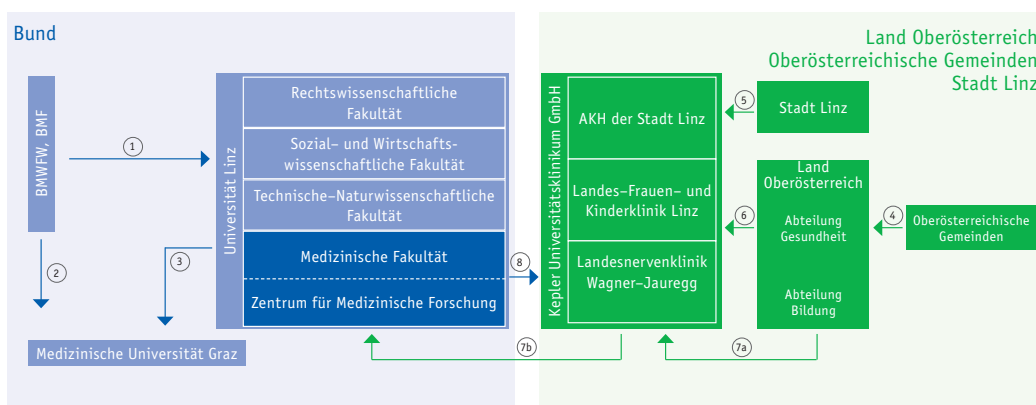 Bund
Land Oberösterreich
Oberösterreichische Gemeinden
Stadt Linz
BMWFW, BMF
1
2
3
Universität Linz
Rechtswissenschaftliche
Fakultät
Sozial– und Wirtschafts-
wissenschaftliche Fakultät
Technische–Naturwissenschaftliche
Fakultät
Medizinische Fakultät
Zentrum für Medizinische Forschung
Medizinische Universität Graz
8
Kepler Universitätsklinikum GmbH
AKH der Stadt Linz
Landes–Frauen– und
Kinderklinik Linz
Landesnervenklinik
Wagner–Jauregg
5
Stadt Linz
6
Land
Oberösterreich
Abteilung
Gesundheit
Abteilung
Bildung
4
Oberösterreichische
Gemeinden
7b
7a